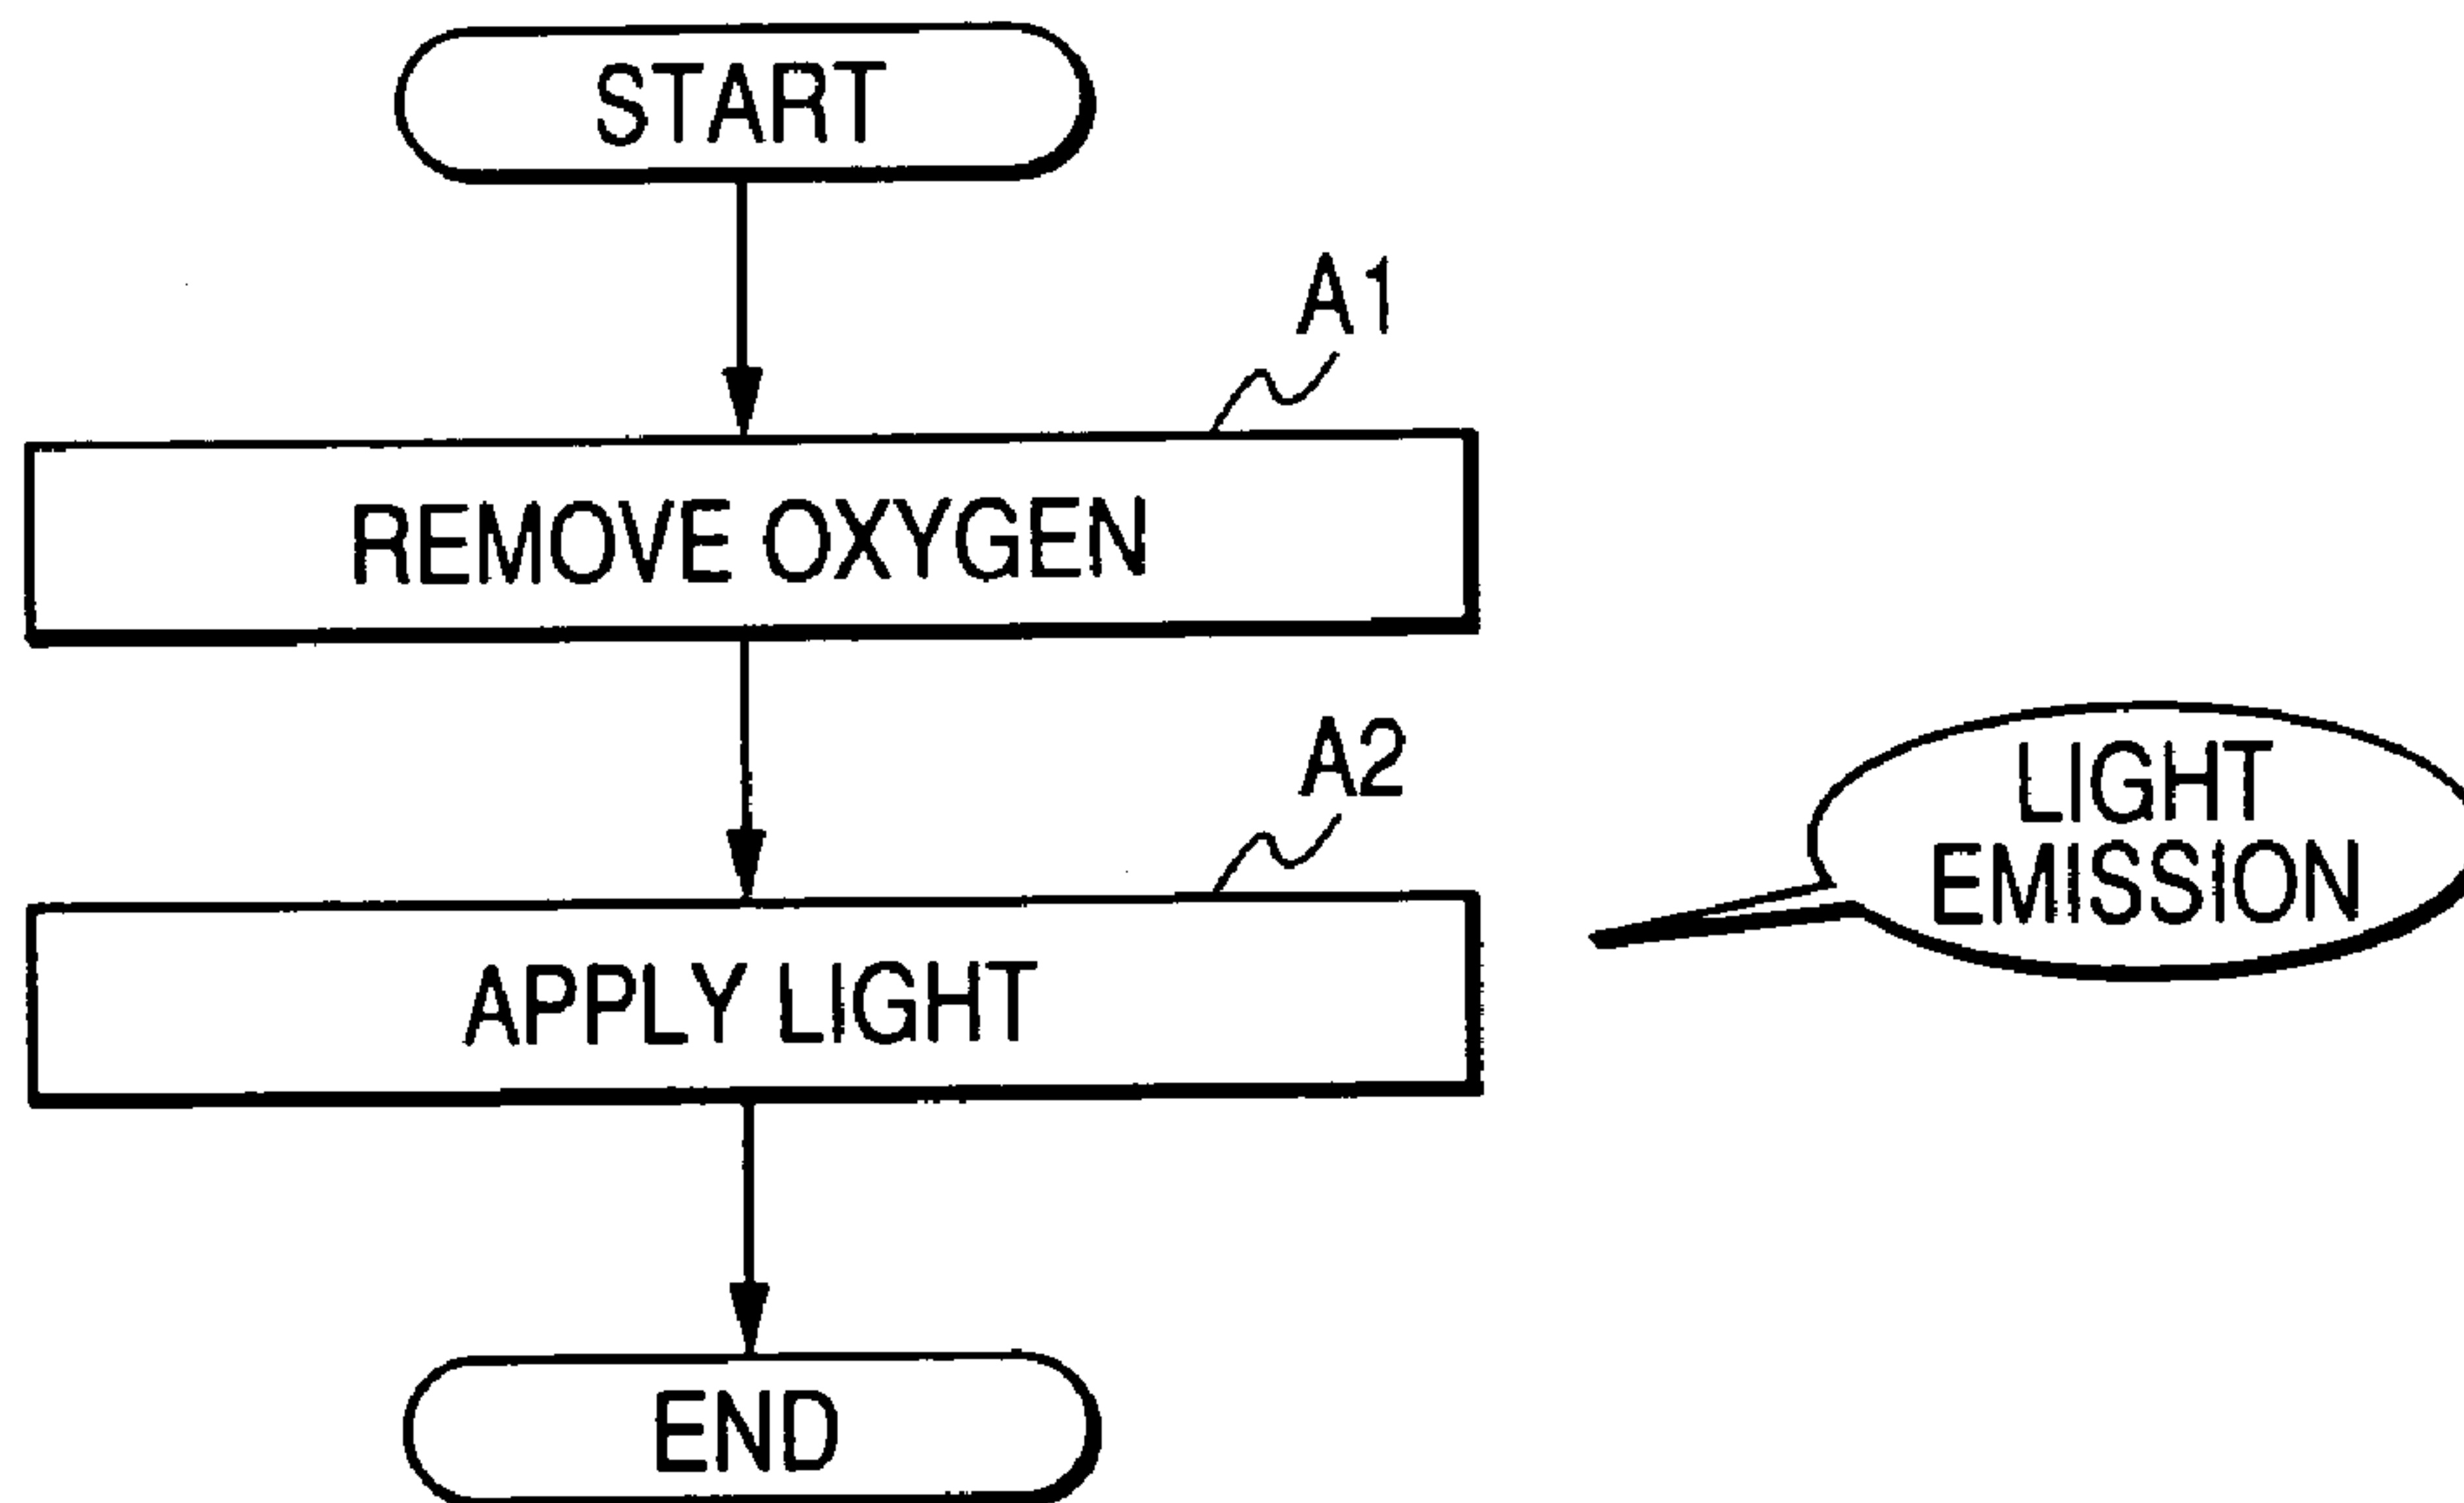 START
A1
REMOVE OXYGEN
A2
LIGHT
EMISSION
APPLY LIGHT
END